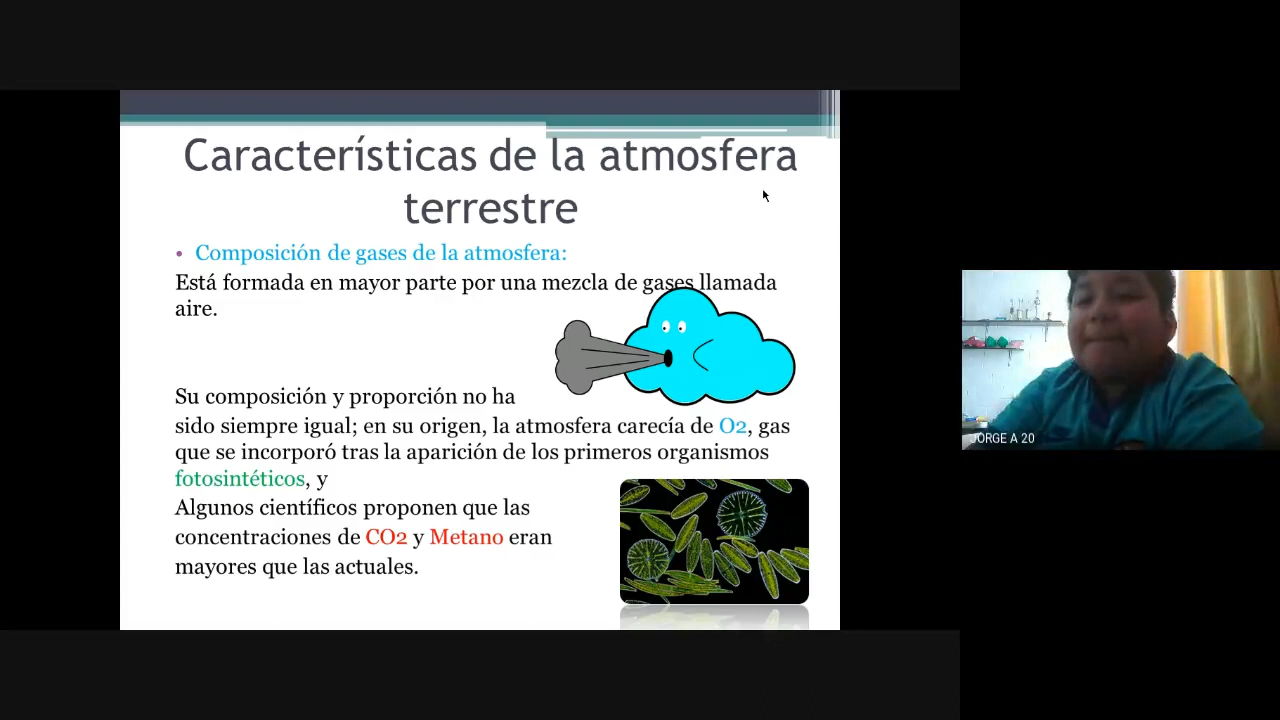 Características de la atmosfera
terrestre
• Composición de gases de la atmosfera:
Está formada en mayor parte por una mezcla de gases llamada
aire.
Su composición y proporción no ha
sido siempre igual; en su origen, la atmosfera carecía de O2, gas
que se incorporó tras la aparición de los primeros organismos
fotosintéticos, y
Algunos científicos proponen que las
concentraciones de CO2 y Metano eran
mayores que las actuales.
JORGE A 20